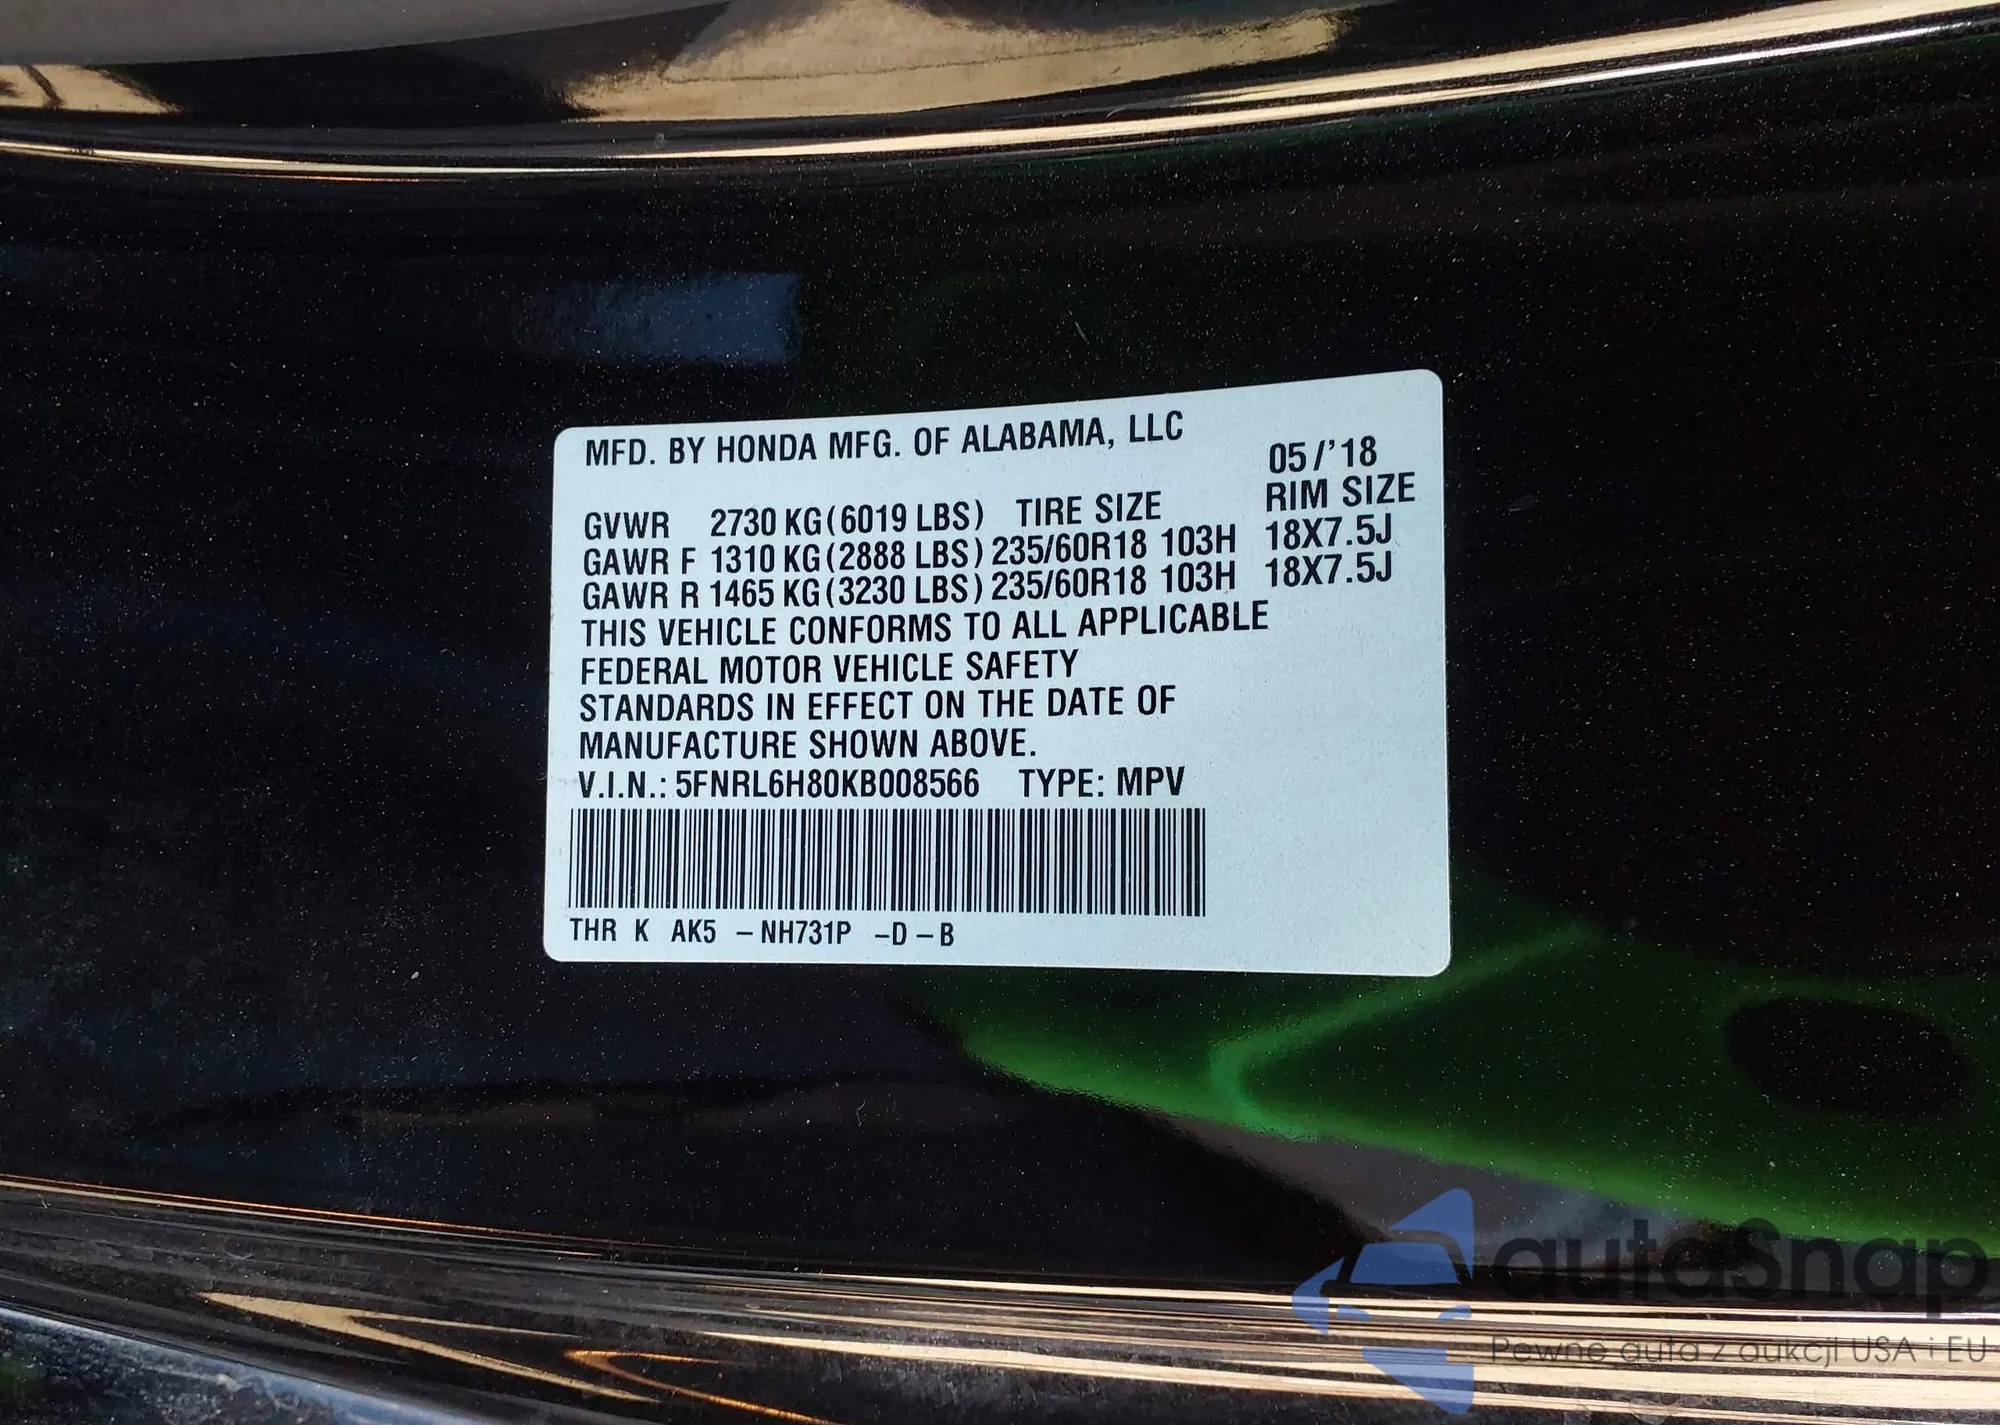 MFD. BY HONDA MFG. OF ALABAMA, LLC
05/'18
GVWR 2730 KG(6019 LBS) TIRE SIZE RIM SIZE
GAWR F 1310 KG(2888 LBS) 235/60R18 103H 18X7.5J
GAWR R 1465 KG(3230 LBS) 235/60R18 103H 18X7.5J
THIS VEHICLE CONFORMS TO ALL APPLICABLE
FEDERAL MOTOR VEHICLE SAFETY
STANDARDS IN EFFECT ON THE DATE OF
MANUFACTURE SHOWN ABOVE.
V.I.N.: 5FNRL6H80KB008566 TYPE: MPV
THR K AK5 –NH731P –D–B
autoSnap
Pewne auta z aukcji USA i EU